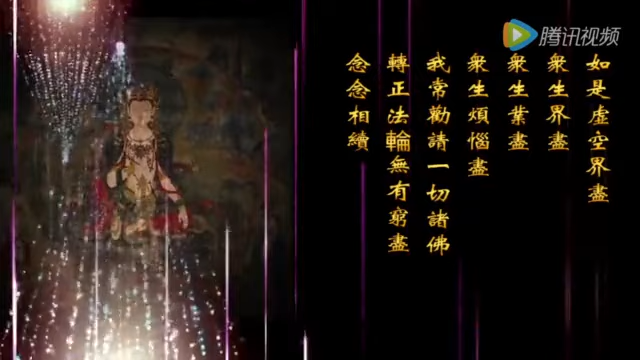 腾讯视频
如是虛空界盡
衆生界盡
衆生業盡
衆生煩惱盡
我常勸請一切諸佛
轉正法輪無有窮盡
念念相續